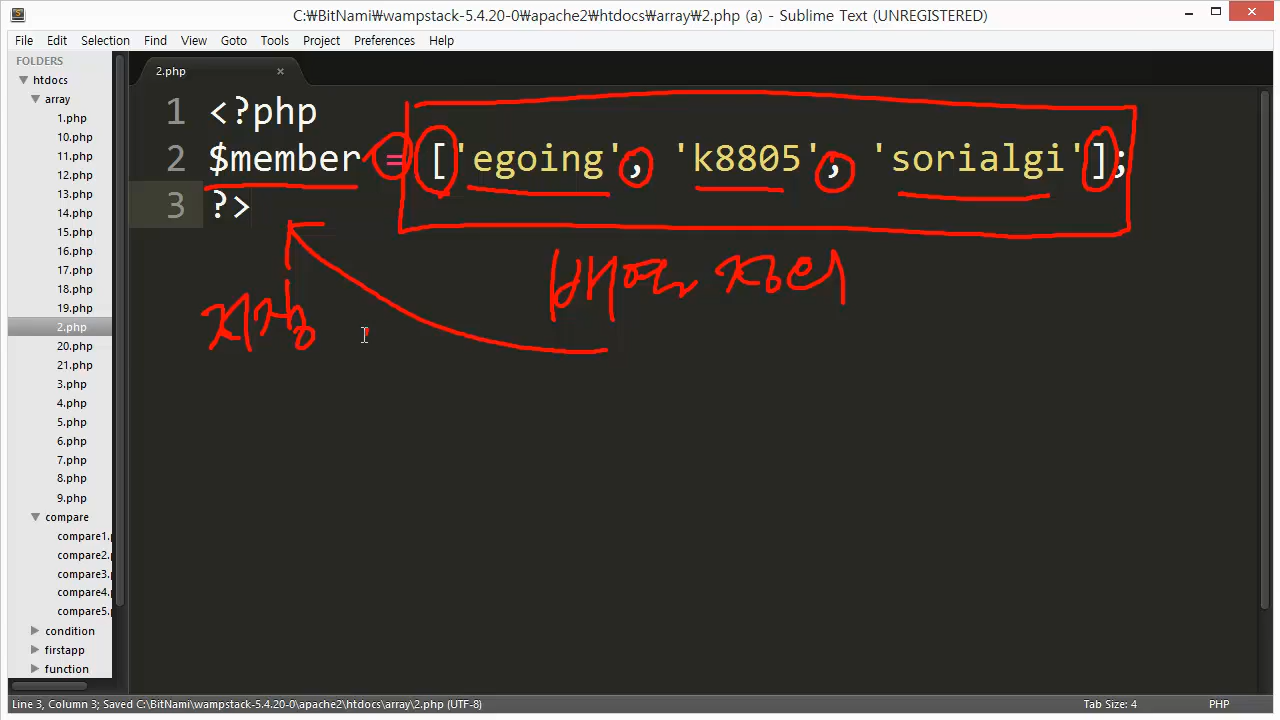 C:₩BitNami₩wampstack-5.4.20-0₩apache2₩htdocs₩array₩2.php (a) - Sublime Text (UNREGISTERED)
File Edit Selection Find View Goto Tools Project Preferences Help
FOLDERS
htdocs
array
1.php
10.php
11.php
12.php
13.php
14.php
15.php
16.php
17.php
18.php
19.php
2.php
20.php
21.php
3.php
4.php
5.php
6.php
7.php
8.php
9.php
compare
compare1.p
compare2.p
compare3.p
compare4.p
compare5.p
condition
firstapp
function
2.php
1 <?php
2 $member = ['egoing', 'k8805', 'sorialgi'];
3 ?>
배열
Line 3, Column 3; Saved C:₩BitNami₩wampstack-5.4.20-0₩apache2₩htdocs₩array₩2.php (UTF-8)
Tab Size: 4
PHP